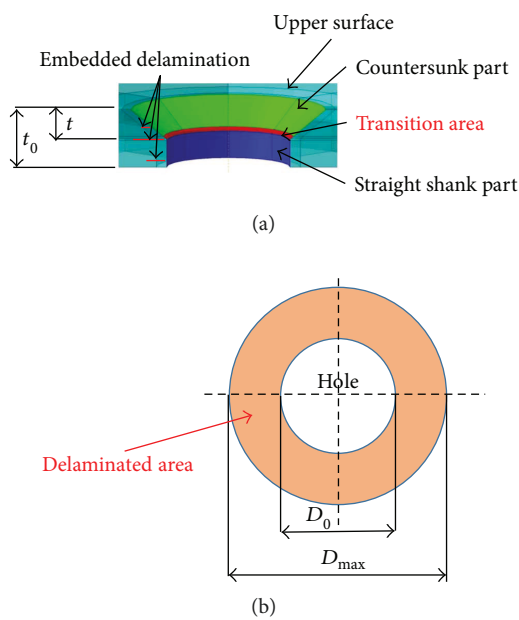 Upper surface
Embedded delamination
Countersunk part
Transition area
t
t0
Straight shank part
(a)
Hole
Delaminated area
D0
Dmax
(b)